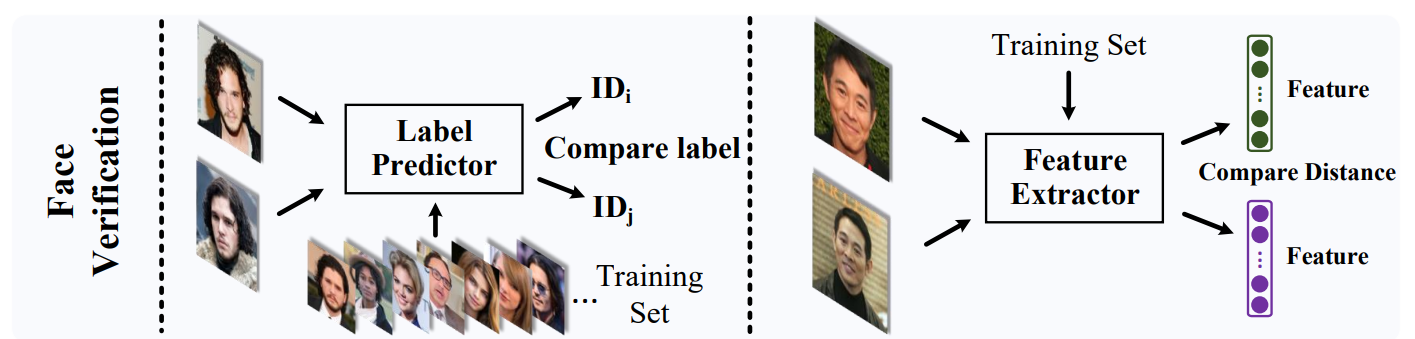 Face
Verification
Label
Predictor
ID_i
Compare label
ID_j
...
Training
Set
Training Set
Feature
Extractor
Feature
Compare Distance
Feature